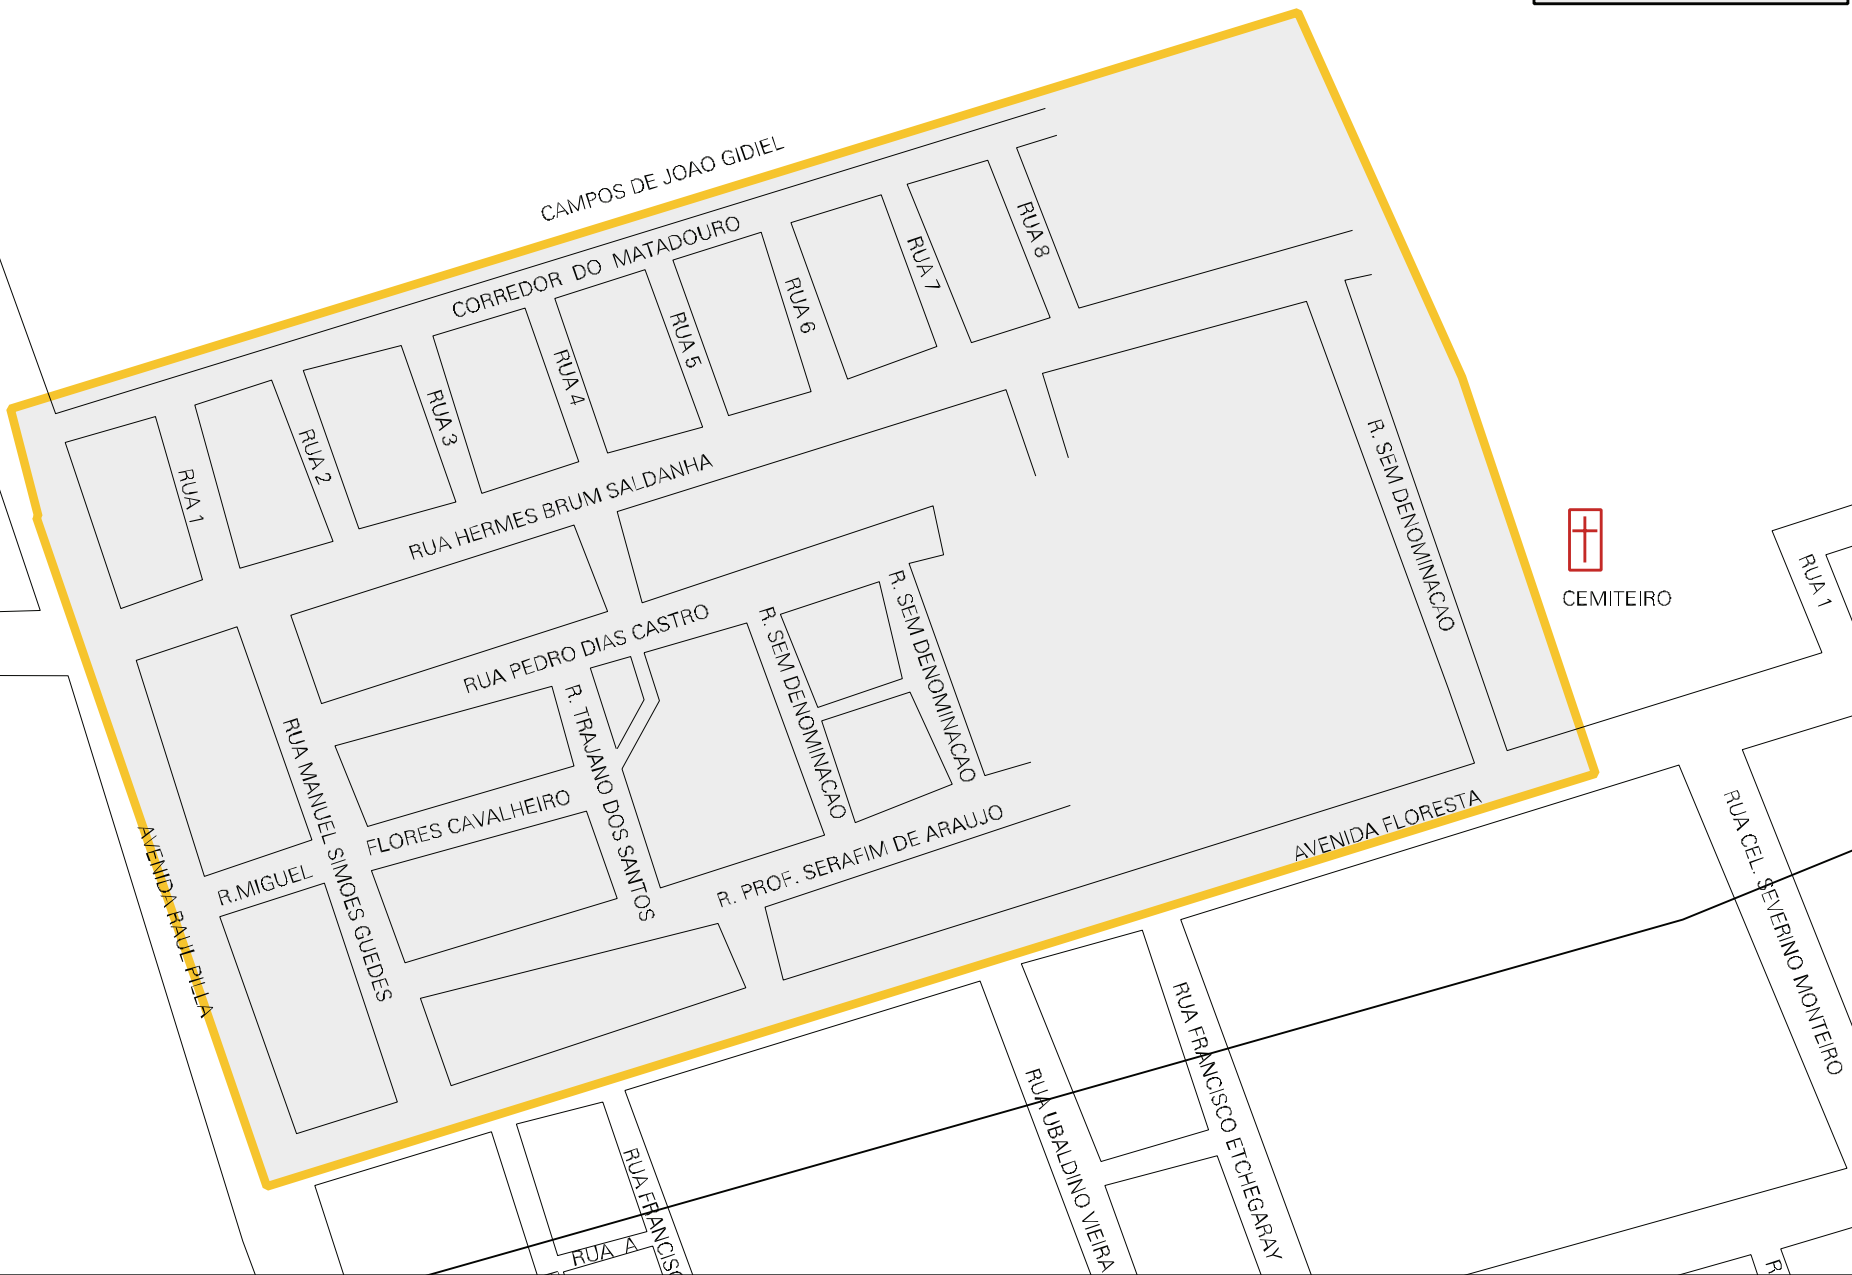 CAMPOS DE JOAO GIDIEL
CORREDOR DO MATADOURO
RUA 8
RUA 7
RUA 6
RUA 5
RUA 4
RUA 3
RUA 2
RUA 1
RUA HERMES BRUM SALDANHA
R. SEM DENOMINACAO
CEMITEIRO
RUA 1
RUA PEDRO DIAS CASTRO
R. SEM DENOMINACAO
R. SEM DENOMINACAO
R. TRAJANO DOS SANTOS
RUA MANUEL SIMOES GUEDES
FLORES CAVALHEIRO
R.MIGUEL
R. PROF. SERAFIM DE ARAUJO
AVENIDA FLORESTA
AVENIDA RAUL PILLA
RUA CEL. SEVERINO MONTEIRO
RUA FRANCISCO ETCHEGARAY
RUA UBALDINO VIEIRA
RUA FRANCISC
RUA A
R